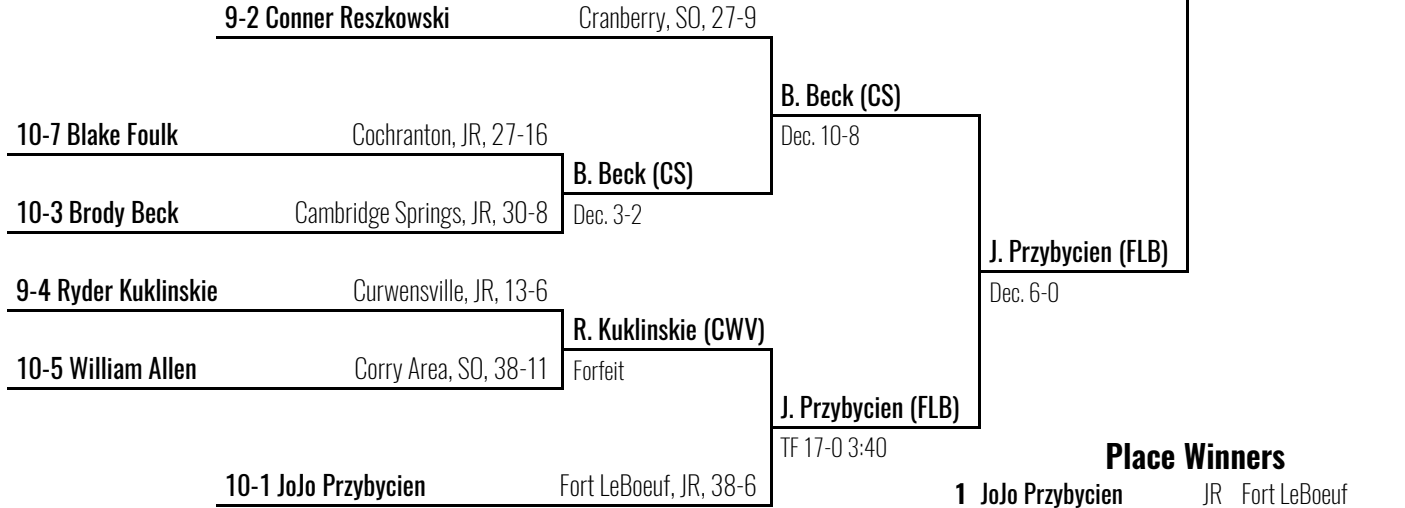 9-2 Conner Reszkowski Cranberry, SO, 27-9
B. Beck (CS)
10-7 Blake Foulk Cochranton, JR, 27-16
Dec. 10-8
B. Beck (CS)
10-3 Brody Beck Cambridge Springs, JR, 30-8
Dec. 3-2
J. Przybycien (FLB)
9-4 Ryder Kuklinskie Curwensville, JR, 13-6
Dec. 6-0
R. Kuklinskie (CWV)
10-5 William Allen Corry Area, SO, 38-11
Forfeit
J. Przybycien (FLB)
TF 17-0 3:40
Place Winners
10-1 JoJo Przybycien Fort LeBoeuf, JR, 38-6
1 JoJo Przybycien JR Fort LeBoeuf